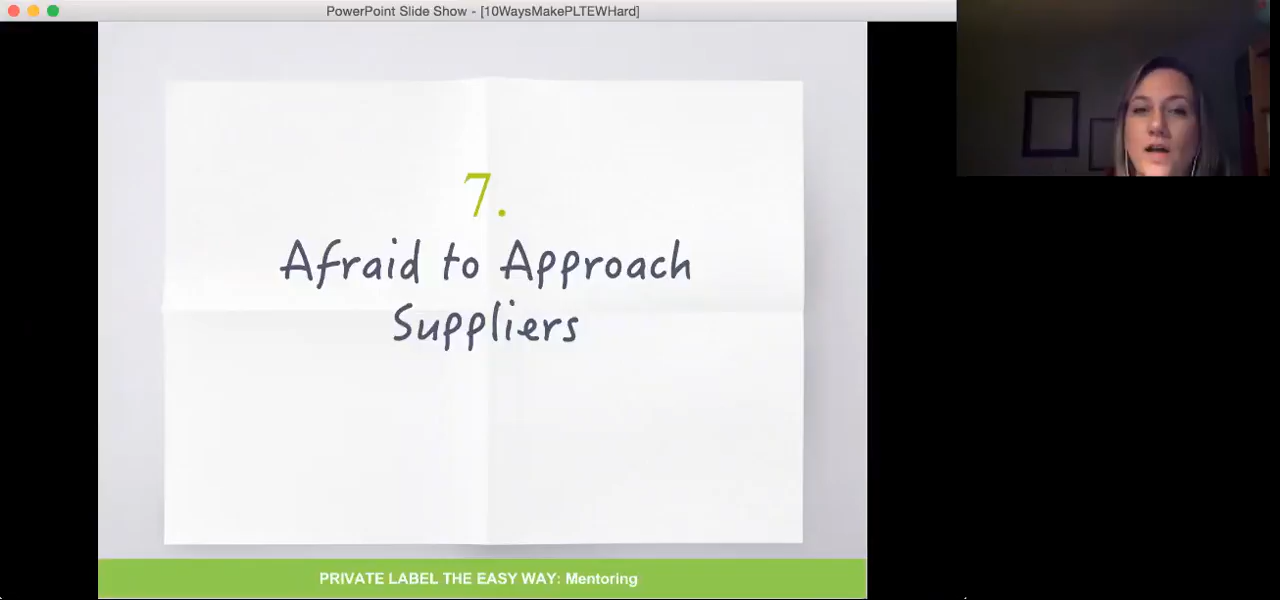 PowerPoint Slide Show - [10WaysMakePLTEWHard]
7.
Afraid to Approach
Suppliers
PRIVATE LABEL THE EASY WAY: Mentoring